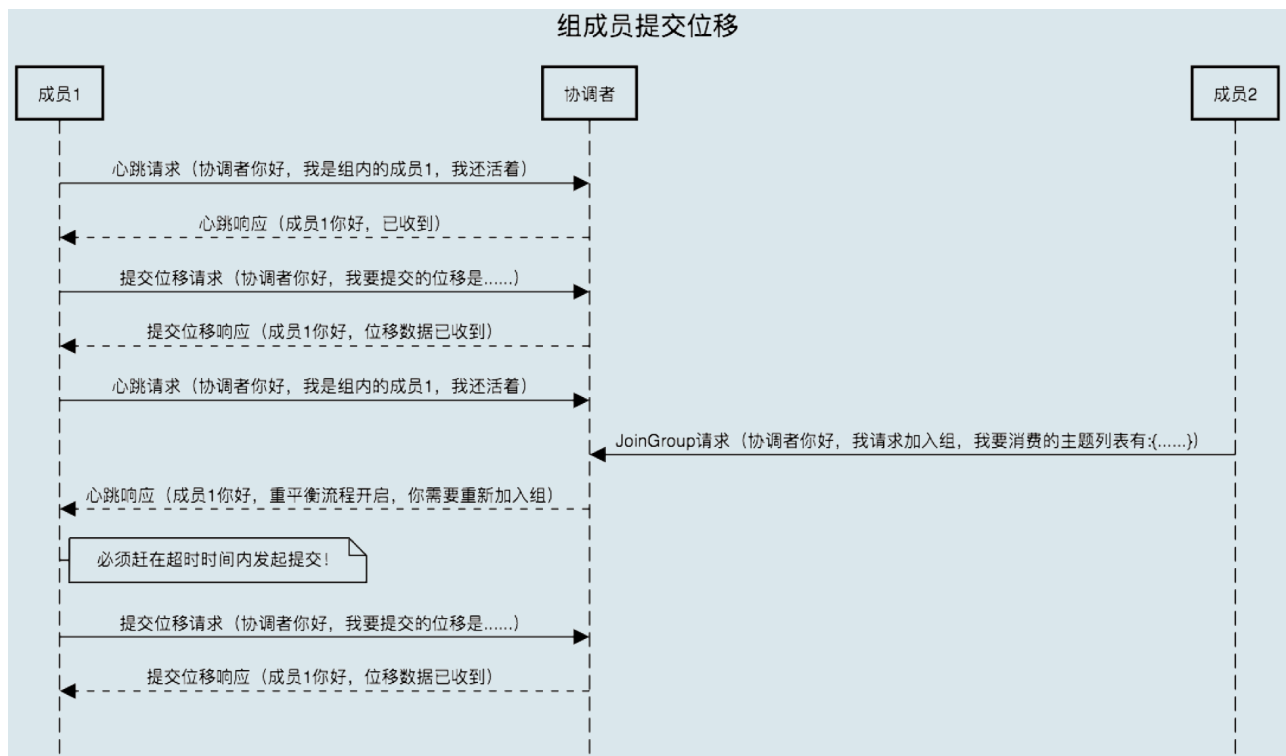 组成员提交位移
成员1
协调者
成员2
心跳请求（协调者你好，我是组内的成员1，我还活着）
心跳响应（成员1你好，已收到）
提交位移请求（协调者你好，我要提交的位移是......）
提交位移响应（成员1你好，位移数据已收到）
心跳请求（协调者你好，我是组内的成员1，我还活着）
JoinGroup请求（协调者你好，我请求加入组，我要消费的主题列表有:{......}）
心跳响应（成员1你好，重平衡流程开启，你需要重新加入组）
必须赶在超时时间内发起提交！
提交位移请求（协调者你好，我要提交的位移是......）
提交位移响应（成员1你好，位移数据已收到）